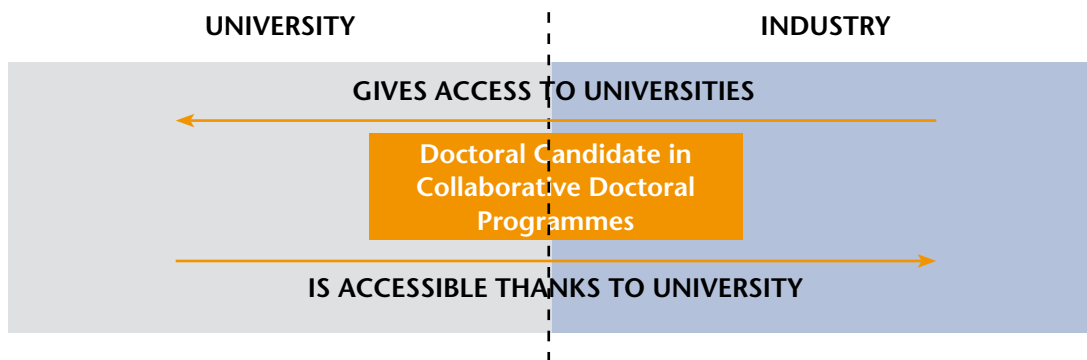 UNIVERSITY
INDUSTRY
GIVES ACCESS TO UNIVERSITIES
Doctoral Candidate in
Collaborative Doctoral
Programmes
IS ACCESSIBLE THANKS TO UNIVERSITY